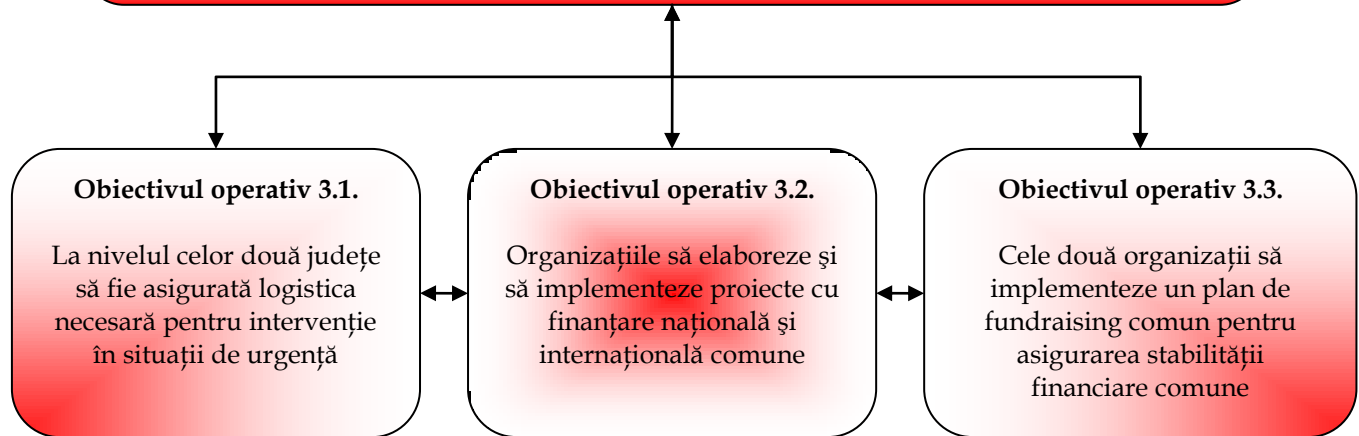 Obiectivul operativ 3.1.
La nivelul celor două județe
să fie asigurată logistica
necesară pentru intervenție
în situații de urgență
Obiectivul operativ 3.2.
Organizațiile să elaboreze şi
să implementeze proiecte cu
finanțare națională şi
internațională comune
Obiectivul operativ 3.3.
Cele două organizații să
implementeze un plan de
fundraising comun pentru
asigurarea stabilității
financiare comune